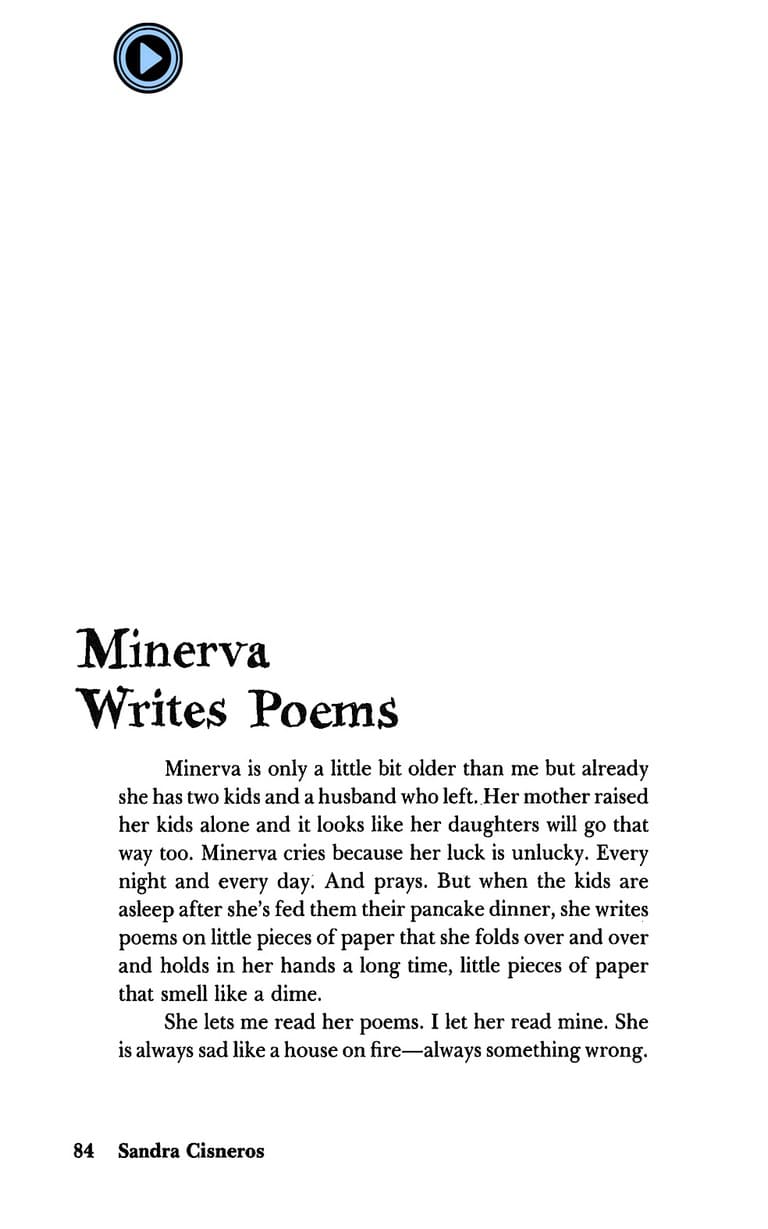 Minerva
Writes Poems
Minerva is only a little bit older than me but already
she has two kids and a husband who left. Her mother raised
her kids alone and it looks like her daughters will go that
way too. Minerva cries because her luck is unlucky. Every
night and every day. And prays. But when the kids are
asleep after she's fed them their pancake dinner, she writes
poems on little pieces of paper that she folds over and over
and holds in her hands a long time, little pieces of paper
that smell like a dime.
She lets me read her poems. I let her read mine. She
is always sad like a house on fire—always something wrong.
84 Sandra Cisneros